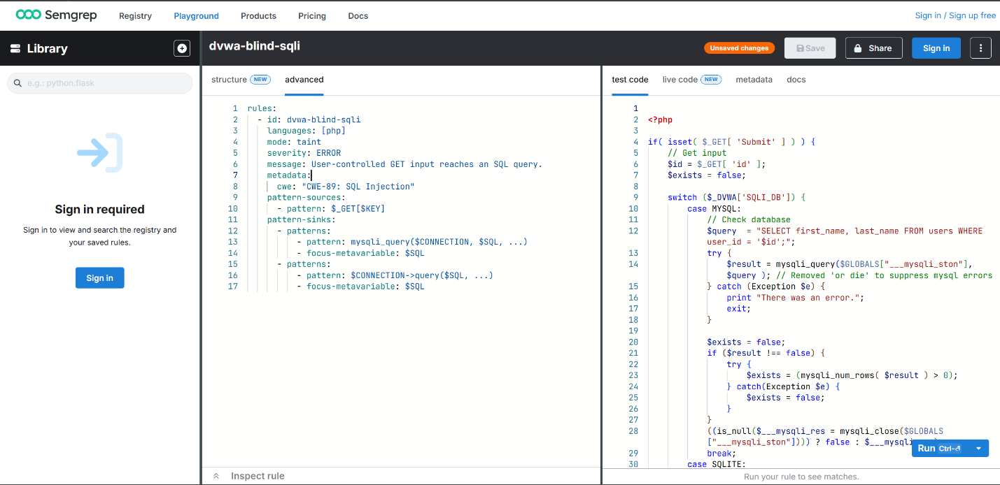 Semgrep Registry Playground Products Pricing Docs Sign in / Sign up free
Library
dvwa-blind-sqli Unsaved changes Save Share Sign in
e.g.: python.flask
Sign in required
Sign in to view and search the registry and
your saved rules.
Sign in
structure NEW advanced
1 rules:
2 - id: dvwa-blind-sqli
3 languages: [php]
4 mode: taint
5 severity: ERROR
6 message: User-controlled GET input reaches an SQL query.
7 metadata:
8 cwe: "CWE-89: SQL Injection"
9 pattern-sources:
10 - pattern: $_GET[$KEY]
11 pattern-sinks:
12 - patterns:
13 - pattern: mysqli_query($CONNECTION, $SQL, ...)
14 - focus-metavariable: $SQL
15 - patterns:
16 - pattern: $CONNECTION->query($SQL, ...)
17 - focus-metavariable: $SQL
Inspect rule
test code live code NEW metadata docs
1
2 <?php
3
4 if( isset( $_GET[ 'Submit' ] ) ) {
5 // Get input
6 $id = $_GET[ 'id' ];
7 $exists = false;
8
9 switch ($_DVWA['SQLI_DB']) {
10 case MYSQL:
11 // Check database
12 $query  = "SELECT first_name, last_name FROM users WHERE
user_id = '$id';";
13 try {
14 $result = mysqli_query($GLOBALS["___mysqli_ston"],
$query ); // Removed 'or die' to suppress mysql errors
15 } catch (Exception $e) {
16 print "There was an error.";
17 exit;
18 }
19
20 $exists = false;
21 if ($result !== false) {
22 try {
23 $exists = (mysqli_num_rows( $result ) > 0);
24 } catch(Exception $e) {
25 $exists = false;
26 }
27 }
28 ((is_null($___mysqli_res = mysqli_close($GLOBALS
["___mysqli_ston"]))) ? false : $___mysqli
29 break;
30 case SQLITE:
Run Ctrl-⏎
Run your rule to see matches.